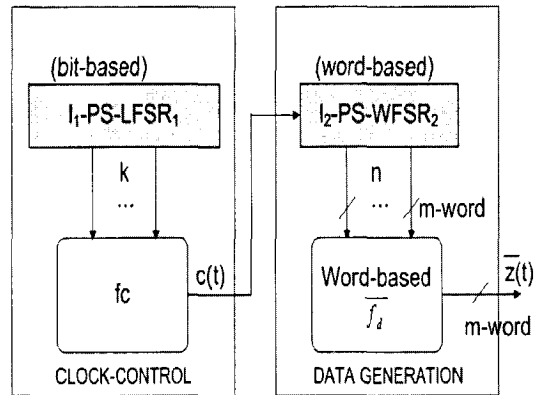 (bit-based)
I₁-PS-LFSR₁
k
...
fc
c(t)
CLOCK-CONTROL
(word-based)
I₂-PS-WFSR₂
n
...
m-word
Word-based
f_d
z(t)
m-word
DATA GENERATION